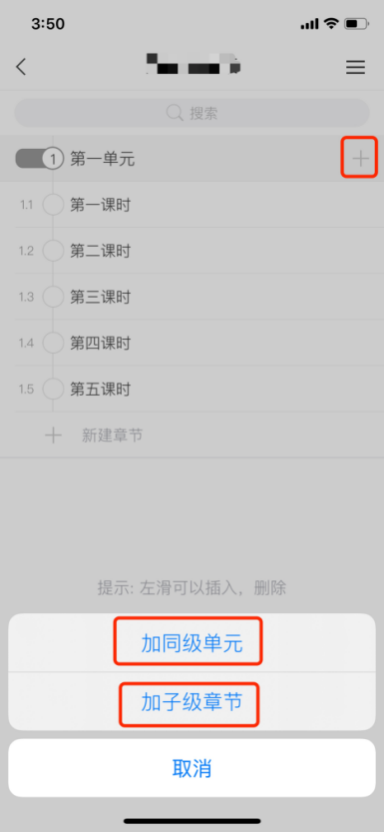 3:50
搜索
1 第一单元
1.1 第一课时
1.2 第二课时
1.3 第三课时
1.4 第四课时
1.5 第五课时
新建章节
提示: 左滑可以插入，删除
加同级单元
加子级章节
取消